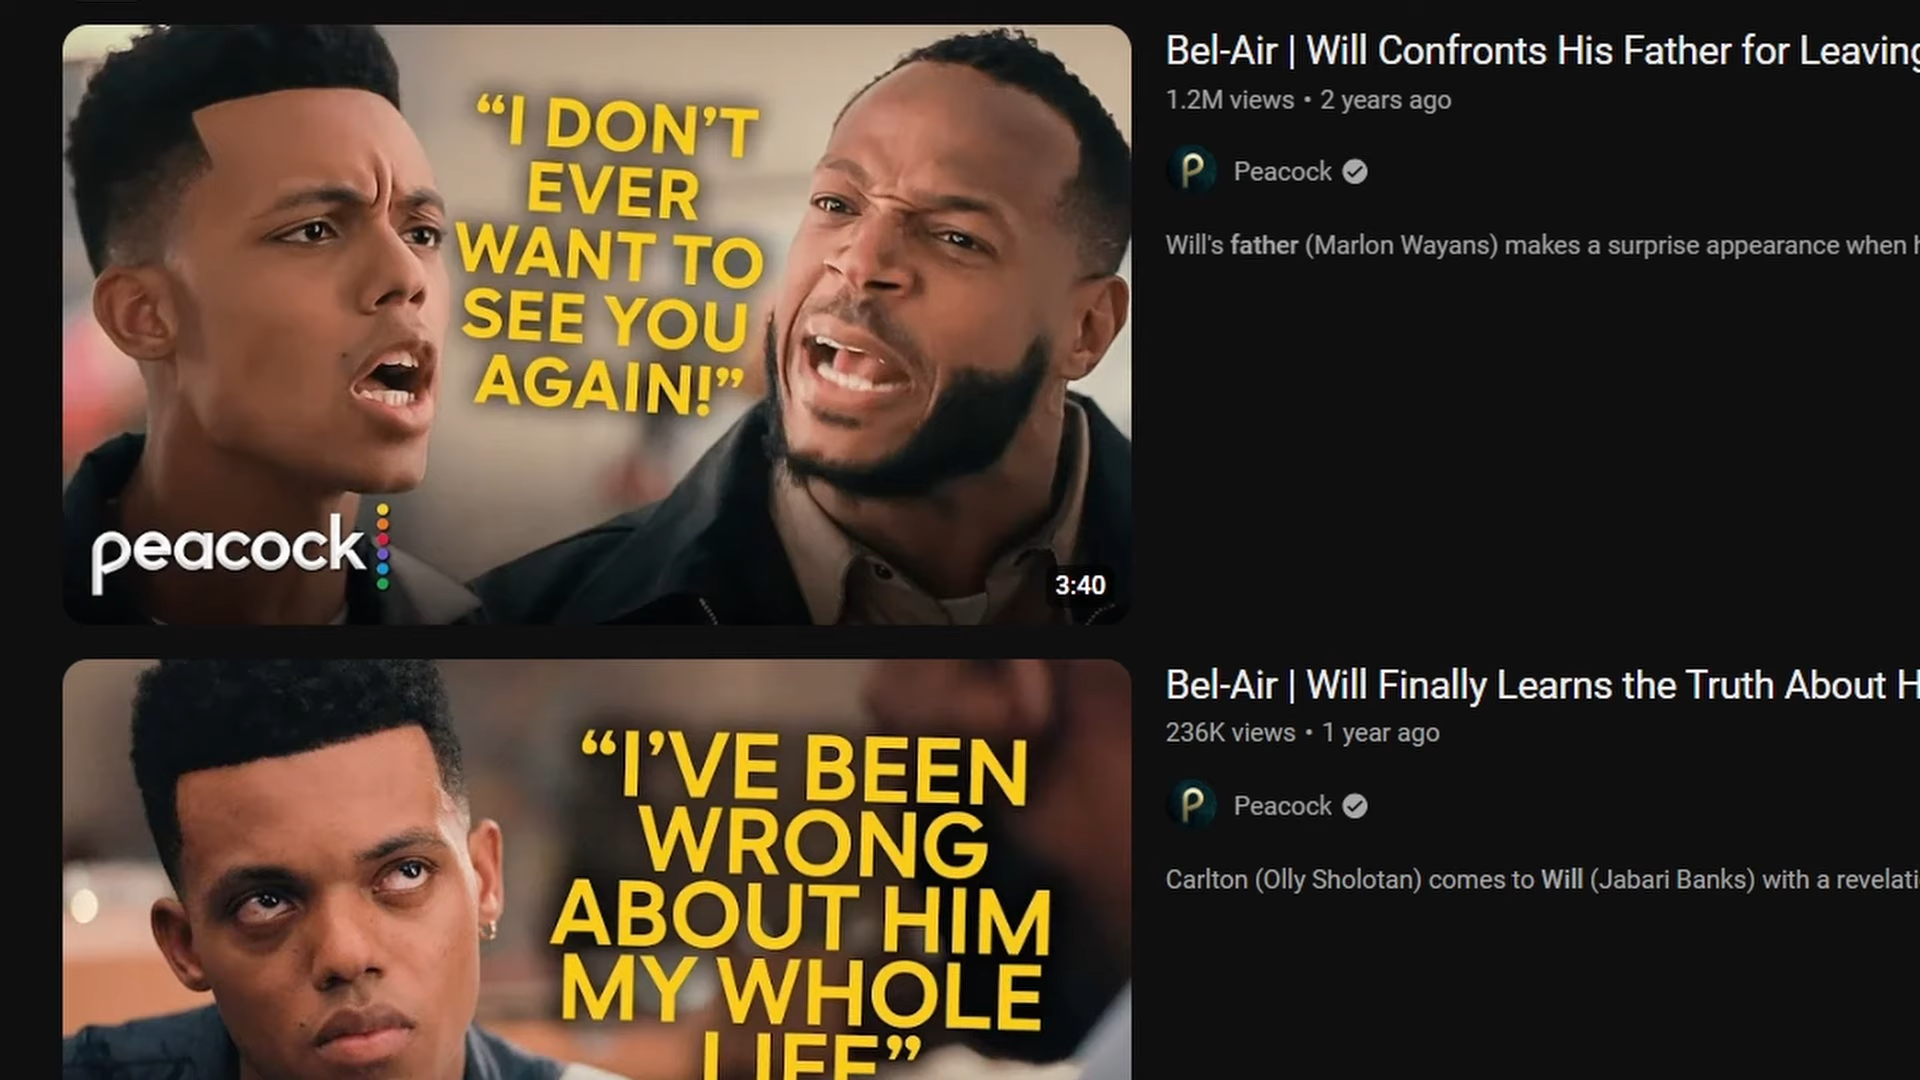 “I DON’T
EVER
WANT TO
SEE YOU
AGAIN!”
peacock
3:40
Bel-Air | Will Confronts His Father for Leaving
1.2M views • 2 years ago
P Peacock
Will's father (Marlon Wayans) makes a surprise appearance when h
“I’VE BEEN
WRONG
ABOUT HIM
MY WHOLE
LIFE”
Bel-Air | Will Finally Learns the Truth About H
236K views • 1 year ago
P Peacock
Carlton (Olly Sholotan) comes to Will (Jabari Banks) with a revelati